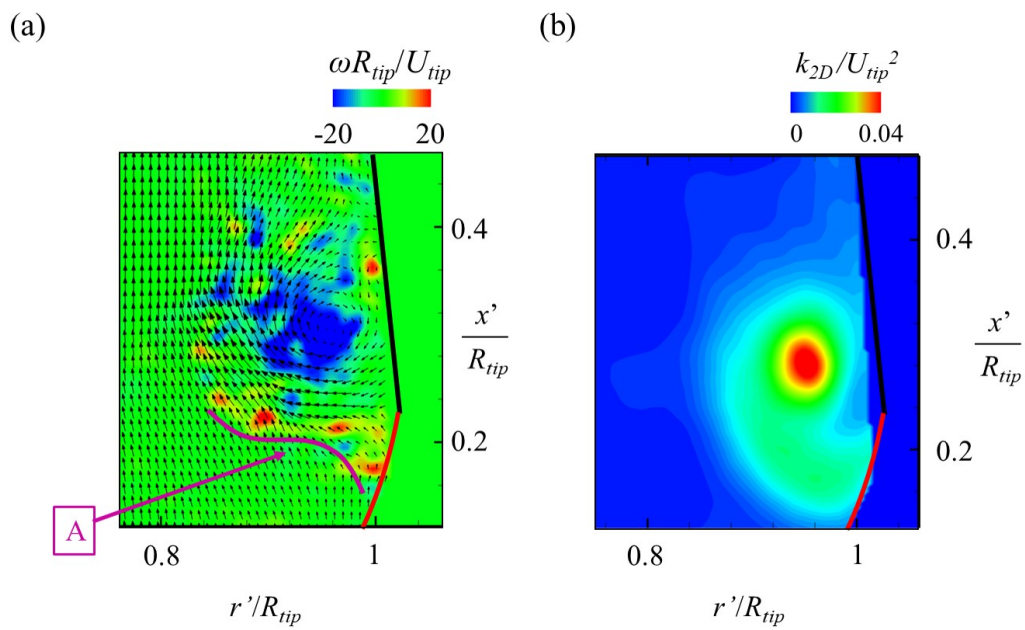 (a)
ωR_tip/U_tip
-20 20
0.4
x'
R_tip
0.2
A
0.8 1
r'/R_tip
(b)
k_2D/U_tip^2
0 0.04
0.4
x'
R_tip
0.2
0.8 1
r'/R_tip